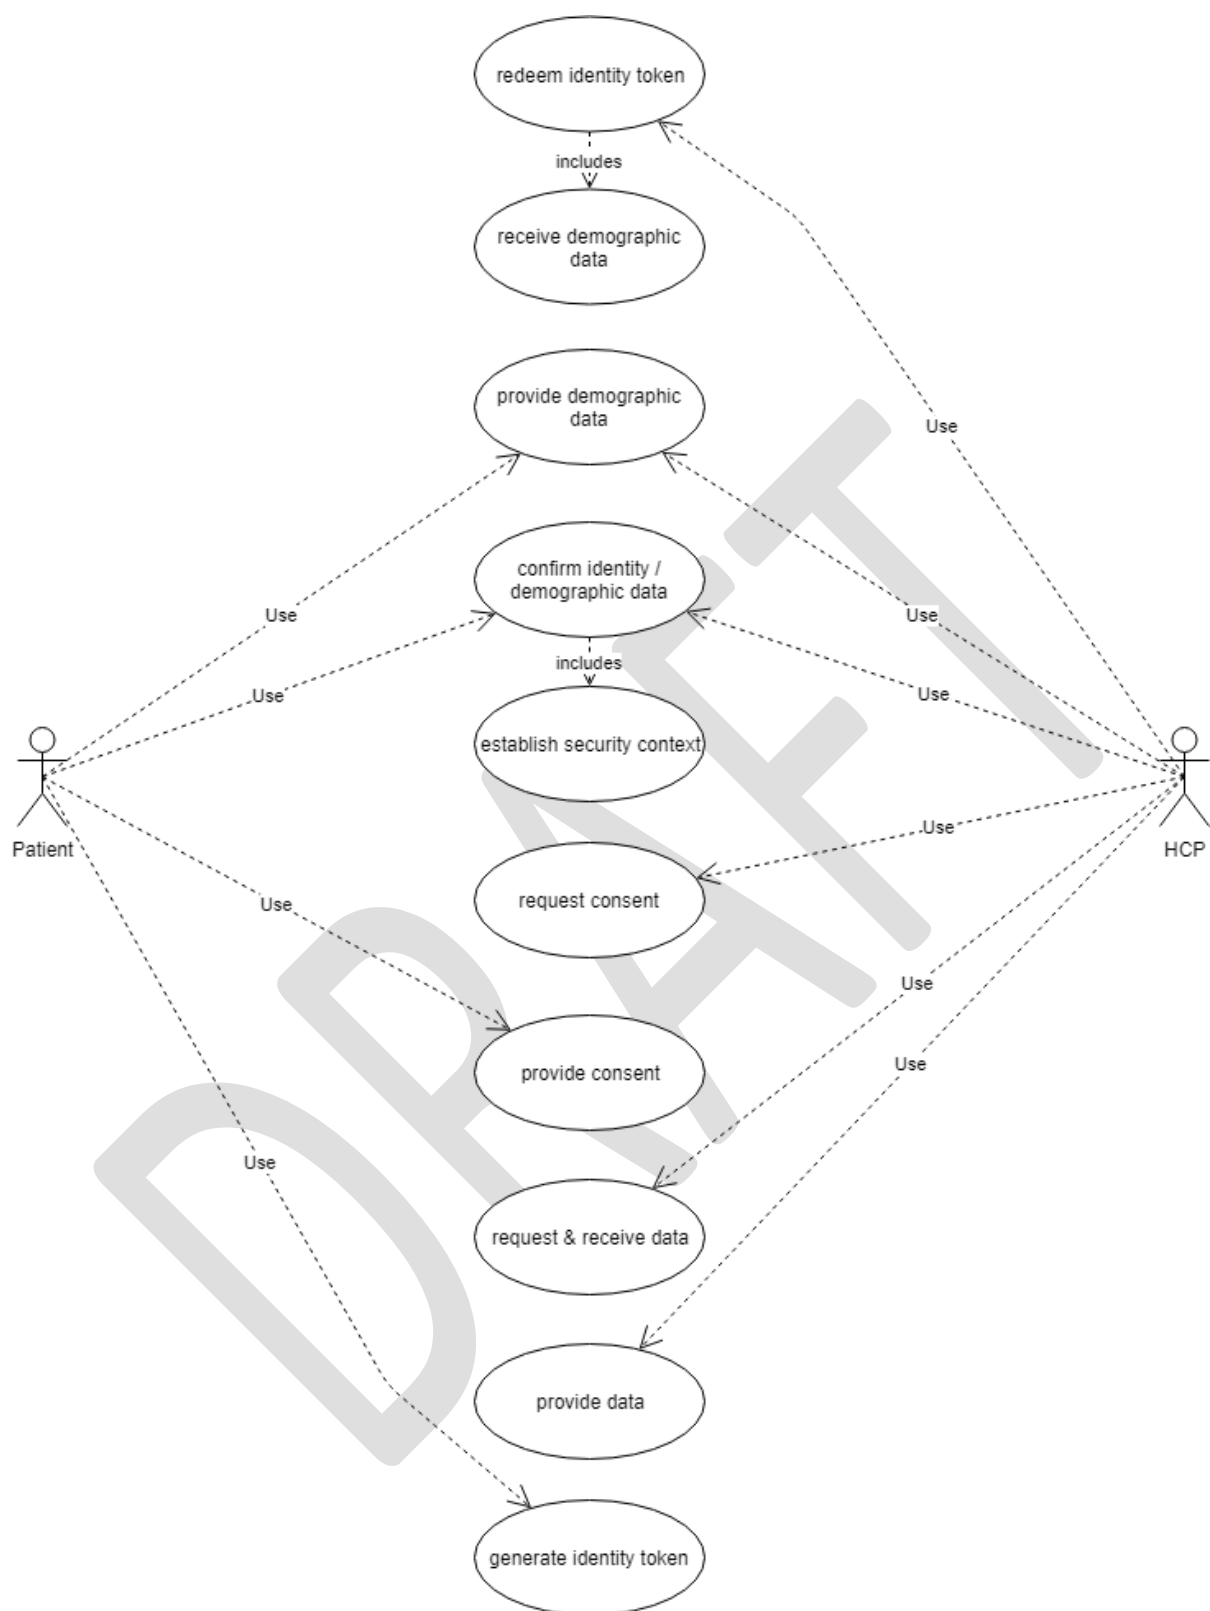 redeem identity token
includes
receive demographic
data
provide demographic
data
Use
confirm identity /
demographic data
Use
Use
includes
Use
Use
establish security context
Patient
Use
HCP
request consent
Use
Use
provide consent
Use
Use
request & receive data
provide data
generate identity token
DRAFT